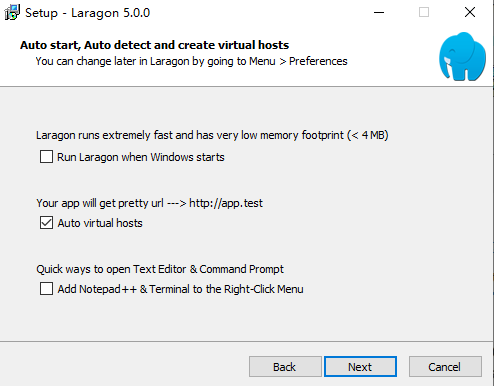 Setup - Laragon 5.0.0
Auto start, Auto detect and create virtual hosts
You can change later in Laragon by going to Menu > Preferences
Laragon runs extremely fast and has very low memory footprint (< 4 MB)
Run Laragon when Windows starts
Your app will get pretty url ---> http://app.test
Auto virtual hosts
Quick ways to open Text Editor & Command Prompt
Add Notepad++ & Terminal to the Right-Click Menu
Back Next Cancel